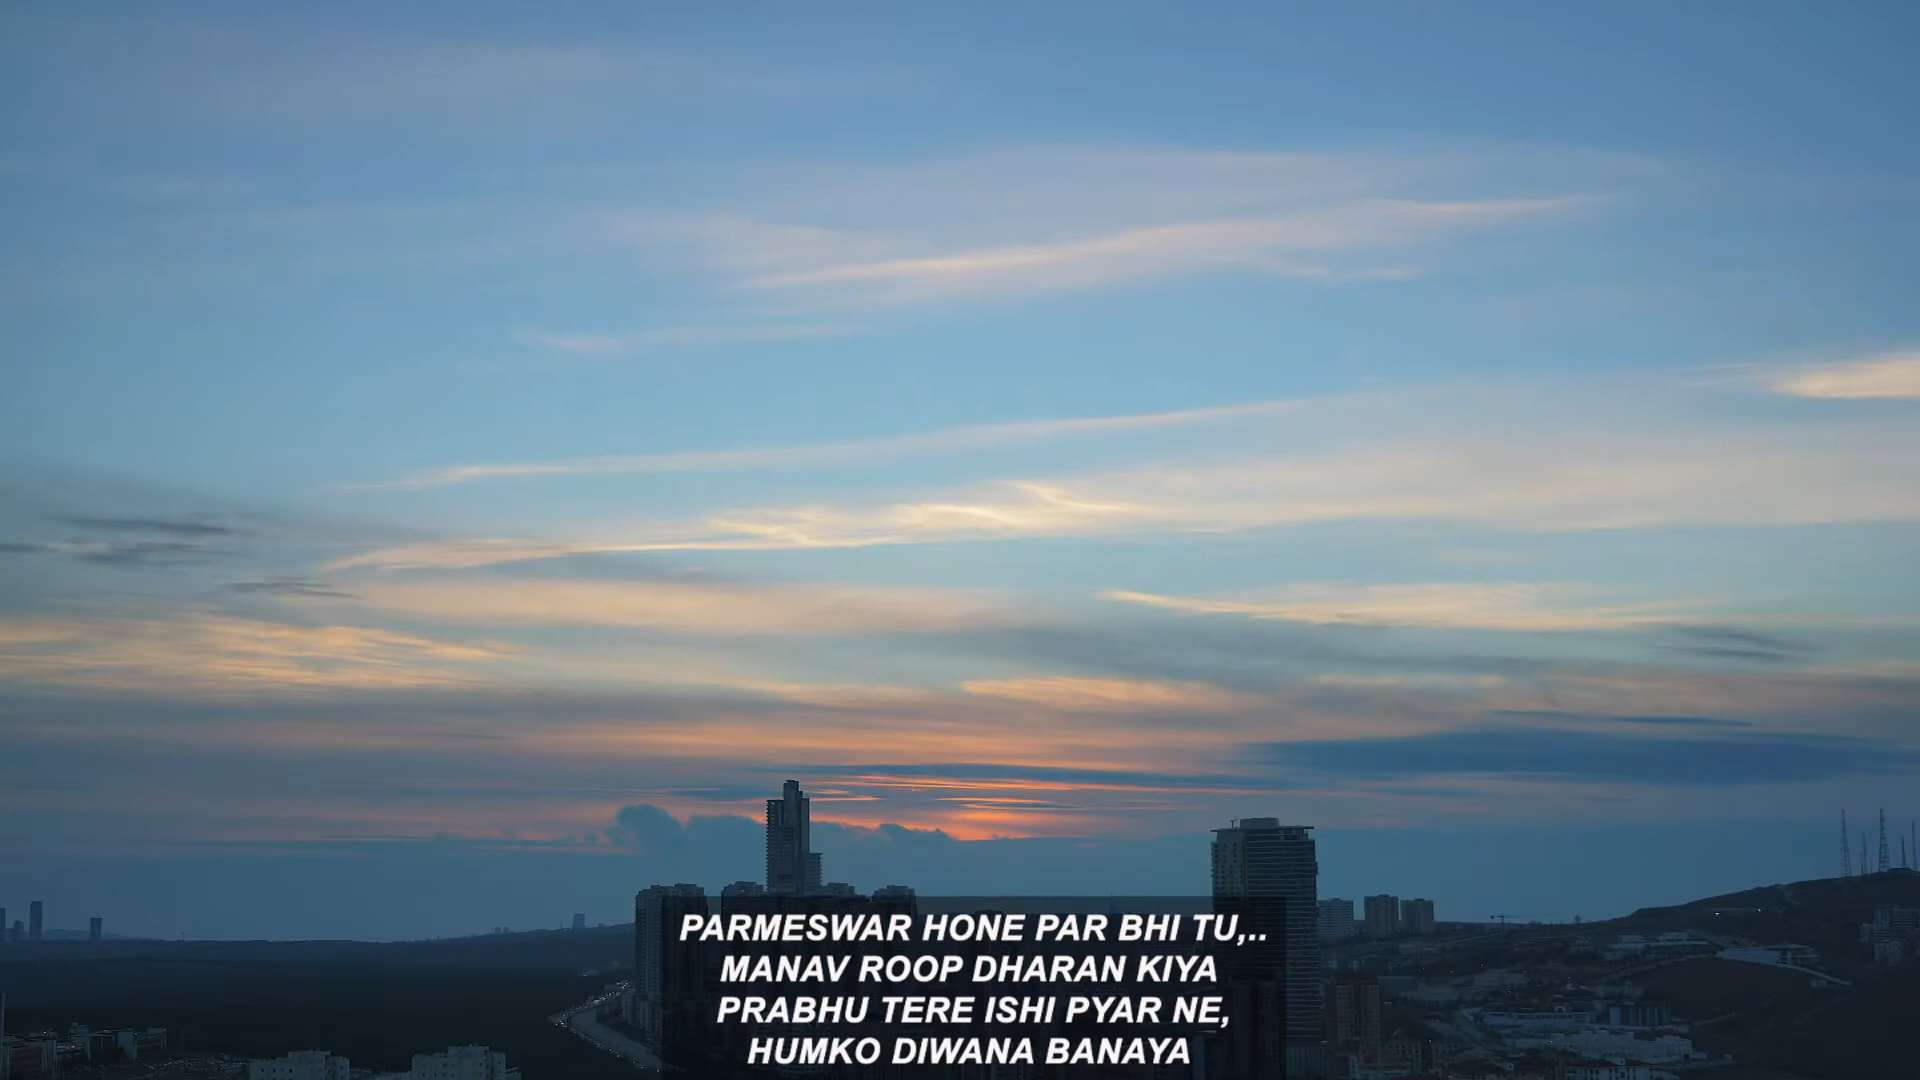 PARMESWAR HONE PAR BHI TU,..
MANAV ROOP DHARAN KIYA
PRABHU TERE ISHI PYAR NE,
HUMKO DIWANA BANAYA